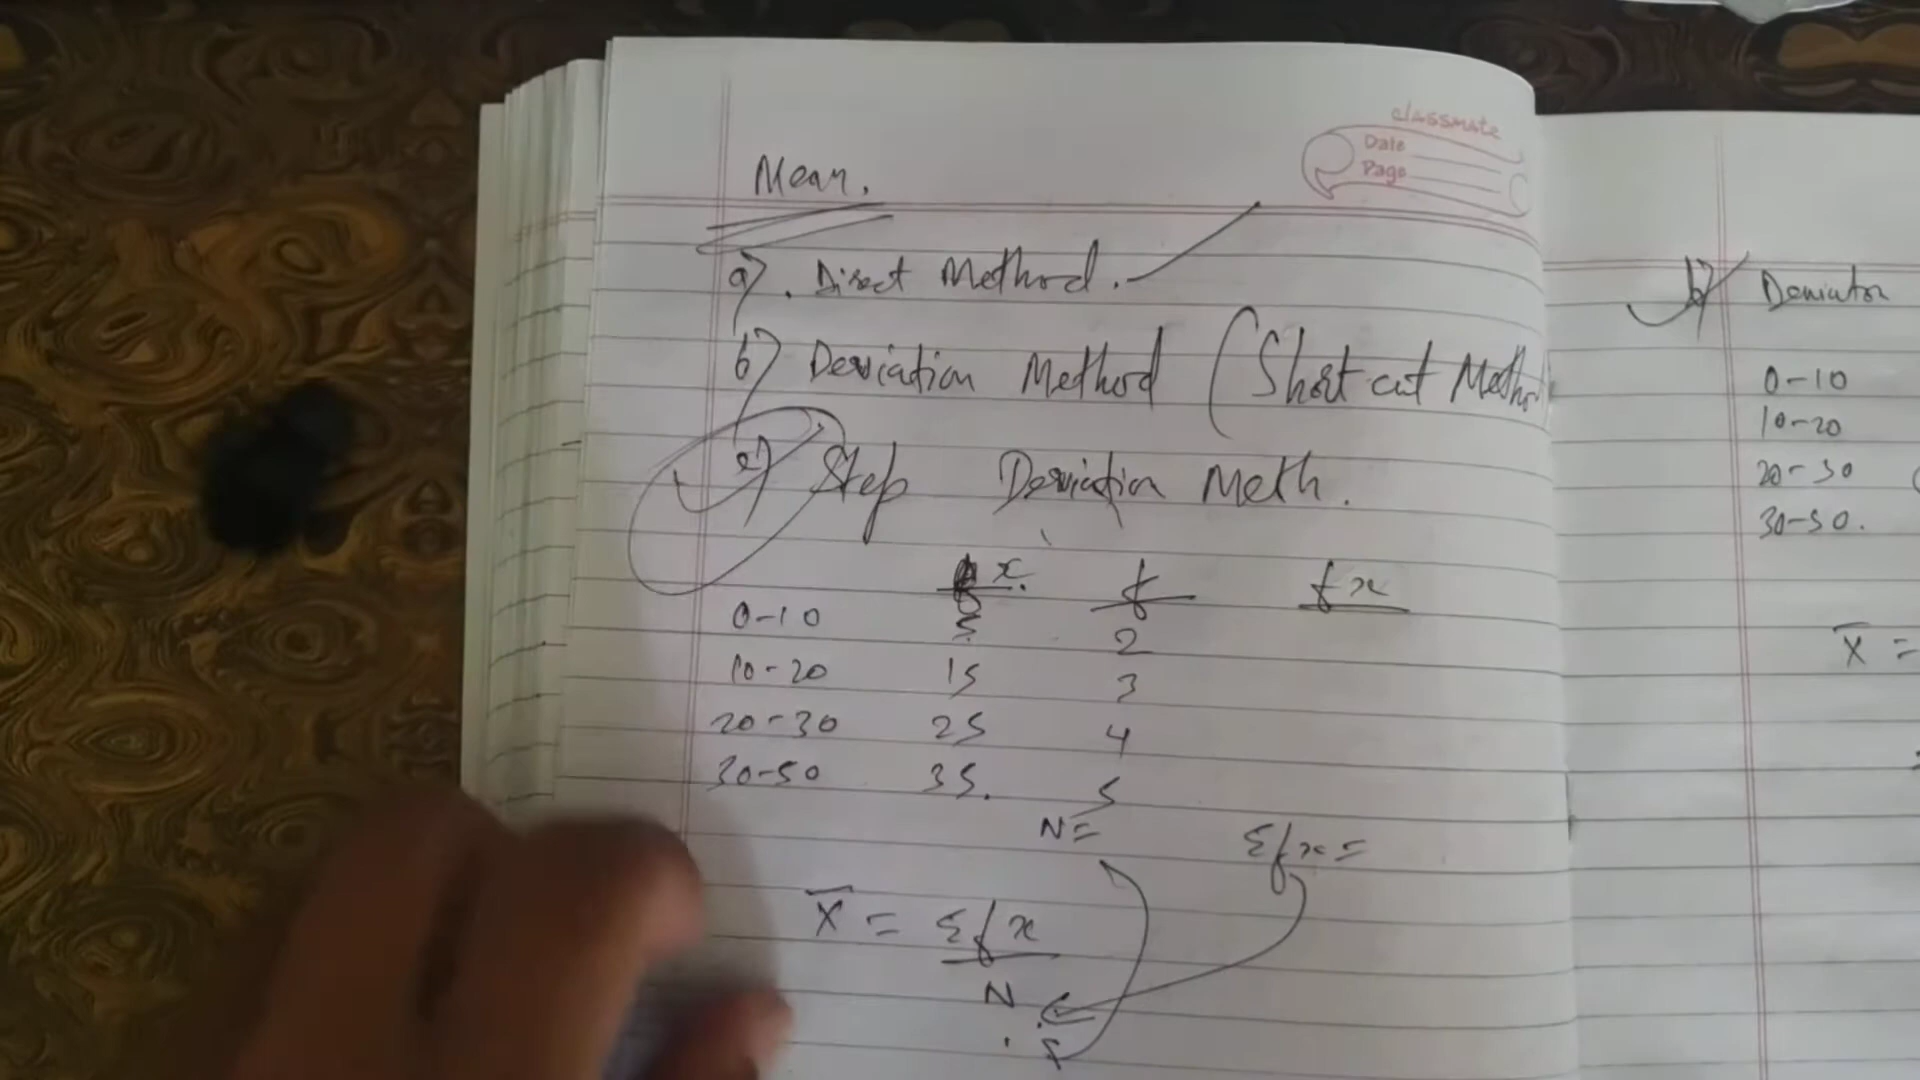 classmate
Date
Page
Mean.
a). Direct Method.
b) Deviation Method (Short cut Metho
c) Step Deviation Meth.
x. f fx
0-10 5 2
10-20 15 3
20-30 25 4
30-50 35. 5
N= Σfx=
X̄ = Σfx
N
b) Deviation
0-10
10-20
20-30
30-50.
X̄ =